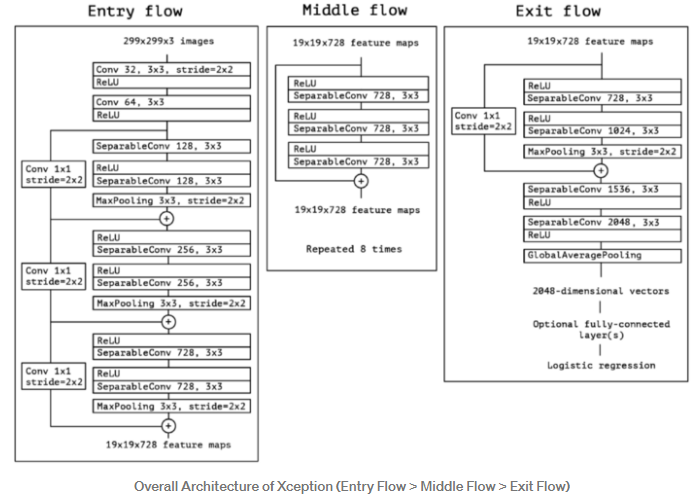 Entry flow
299x299x3 images
Conv 32, 3x3, stride=2x2
ReLU
Conv 64, 3x3
ReLU
SeparableConv 128, 3x3
Conv 1x1
stride=2x2
ReLU
SeparableConv 128, 3x3
MaxPooling 3x3, stride=2x2
+
ReLU
SeparableConv 256, 3x3
Conv 1x1
stride=2x2
ReLU
SeparableConv 256, 3x3
MaxPooling 3x3, stride=2x2
+
ReLU
SeparableConv 728, 3x3
Conv 1x1
stride=2x2
ReLU
SeparableConv 728, 3x3
MaxPooling 3x3, stride=2x2
+
19x19x728 feature maps
Middle flow
19x19x728 feature maps
ReLU
SeparableConv 728, 3x3
ReLU
SeparableConv 728, 3x3
ReLU
SeparableConv 728, 3x3
+
19x19x728 feature maps
Repeated 8 times
Exit flow
19x19x728 feature maps
ReLU
SeparableConv 728, 3x3
Conv 1x1
stride=2x2
ReLU
SeparableConv 1024, 3x3
MaxPooling 3x3, stride=2x2
+
SeparableConv 1536, 3x3
ReLU
SeparableConv 2048, 3x3
ReLU
GlobalAveragePooling
2048-dimensional vectors
Optional fully-connected
layer(s)
Logistic regression
Overall Architecture of Xception (Entry Flow > Middle Flow > Exit Flow)